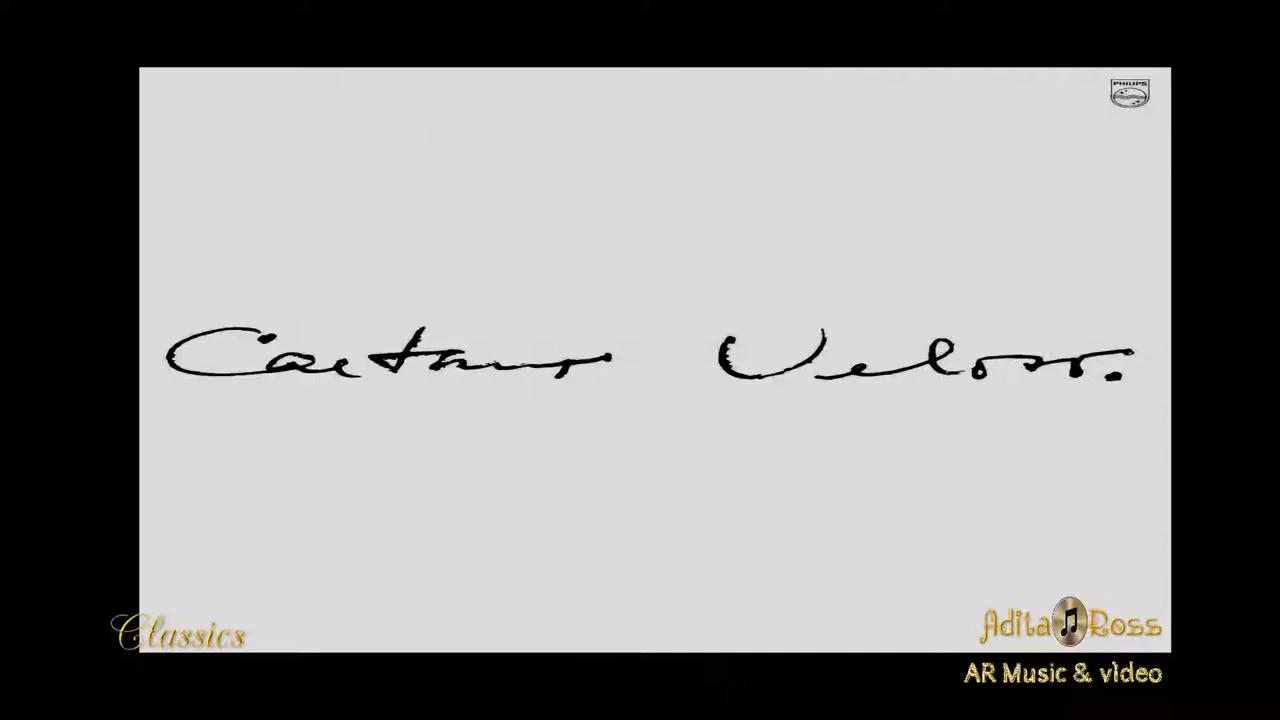 PHILIPS
Caetano Veloso.
Classics
Adita Ross
AR Music & video